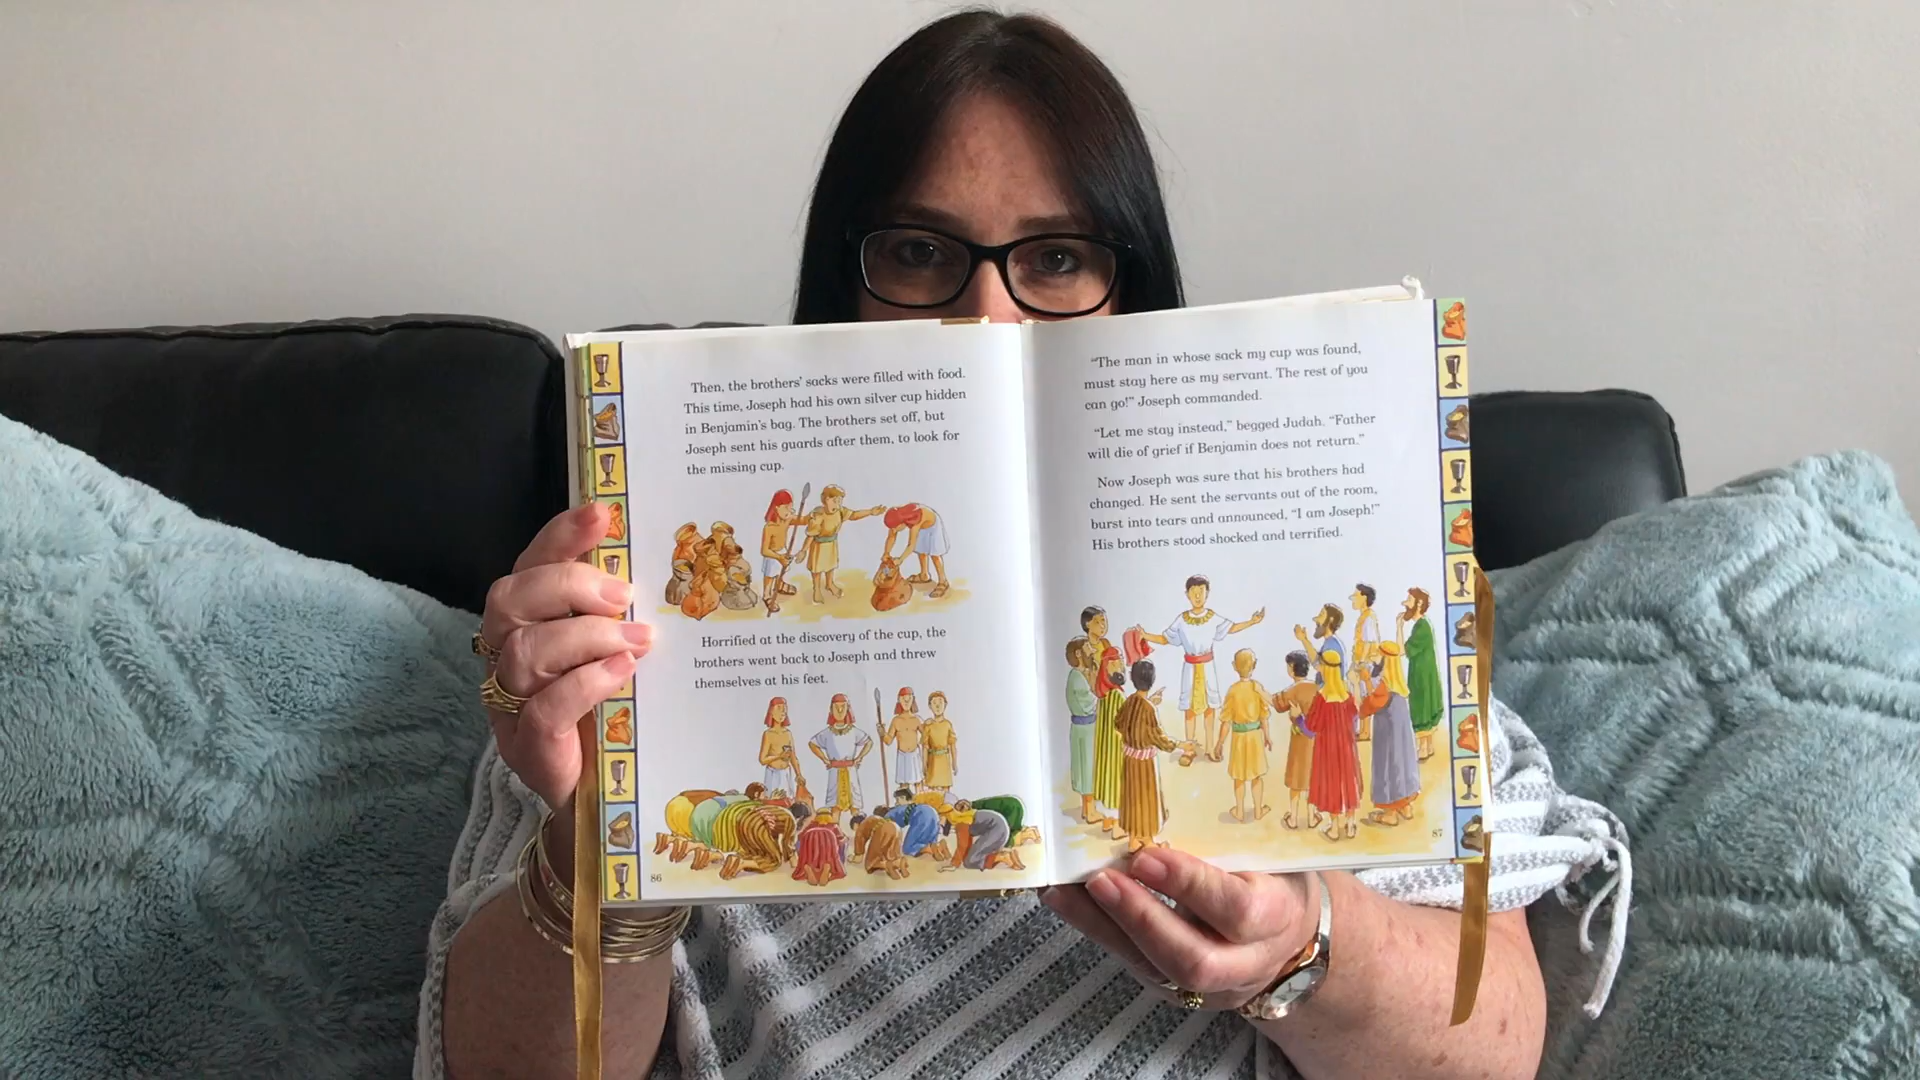 Then, the brothers' sacks were filled with food.
This time, Joseph had his own silver cup hidden
in Benjamin's bag. The brothers set off, but
Joseph sent his guards after them, to look for
the missing cup.
Horrified at the discovery of the cup, the
brothers went back to Joseph and threw
themselves at his feet.
86
"The man in whose sack my cup was found,
must stay here as my servant. The rest of you
can go!" Joseph commanded.
"Let me stay instead," begged Judah. "Father
will die of grief if Benjamin does not return."
Now Joseph was sure that his brothers had
changed. He sent the servants out of the room,
burst into tears and announced, "I am Joseph!"
His brothers stood shocked and terrified.
87